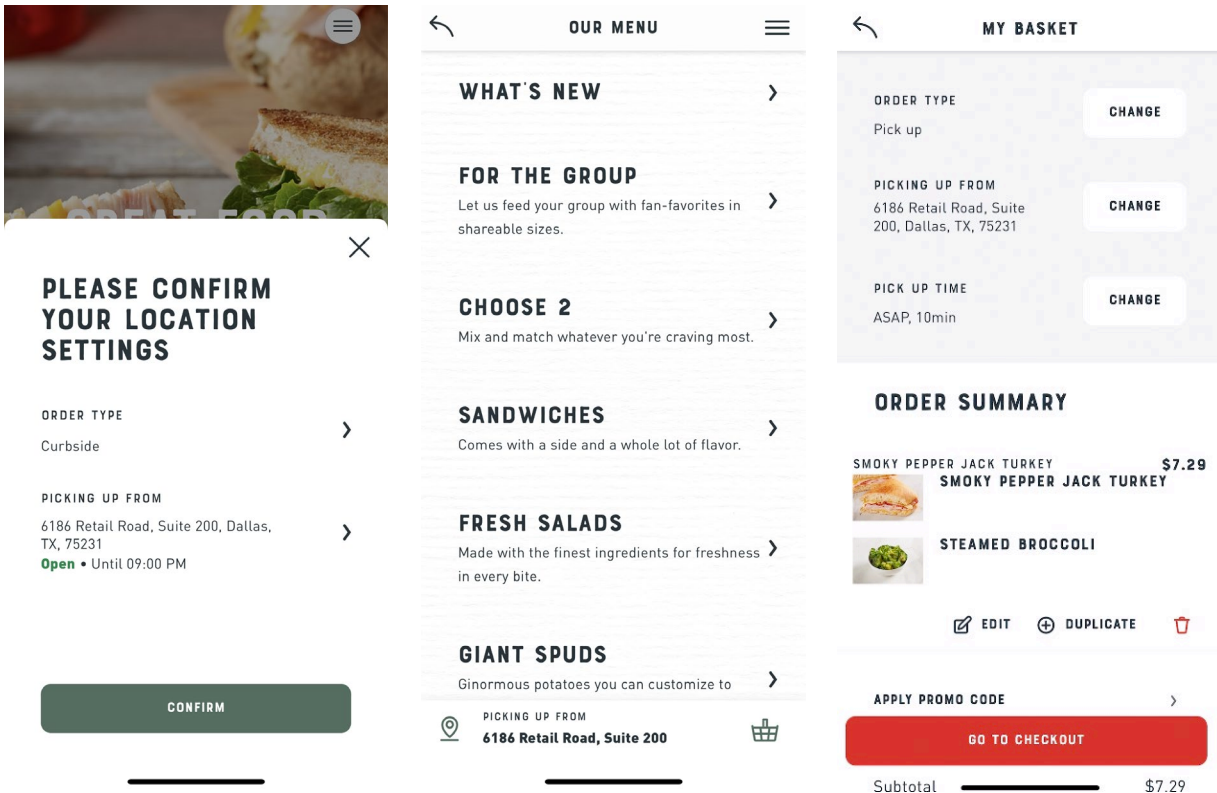 GREAT FOOD
PLEASE CONFIRM
YOUR LOCATION
SETTINGS
ORDER TYPE
Curbside
PICKING UP FROM
6186 Retail Road, Suite 200, Dallas,
TX, 75231
Open • Until 09:00 PM
CONFIRM
OUR MENU
WHAT'S NEW
FOR THE GROUP
Let us feed your group with fan-favorites in
shareable sizes.
CHOOSE 2
Mix and match whatever you're craving most.
SANDWICHES
Comes with a side and a whole lot of flavor.
FRESH SALADS
Made with the finest ingredients for freshness
in every bite.
GIANT SPUDS
Ginormous potatoes you can customize to
PICKING UP FROM
6186 Retail Road, Suite 200
MY BASKET
ORDER TYPE
CHANGE
Pick up
PICKING UP FROM
6186 Retail Road, Suite
200, Dallas, TX, 75231
CHANGE
PICK UP TIME
ASAP, 10min
CHANGE
ORDER SUMMARY
SMOKY PEPPER JACK TURKEY $7.29
SMOKY PEPPER JACK TURKEY
STEAMED BROCCOLI
EDIT DUPLICATE
APPLY PROMO CODE
GO TO CHECKOUT
Subtotal $7.29